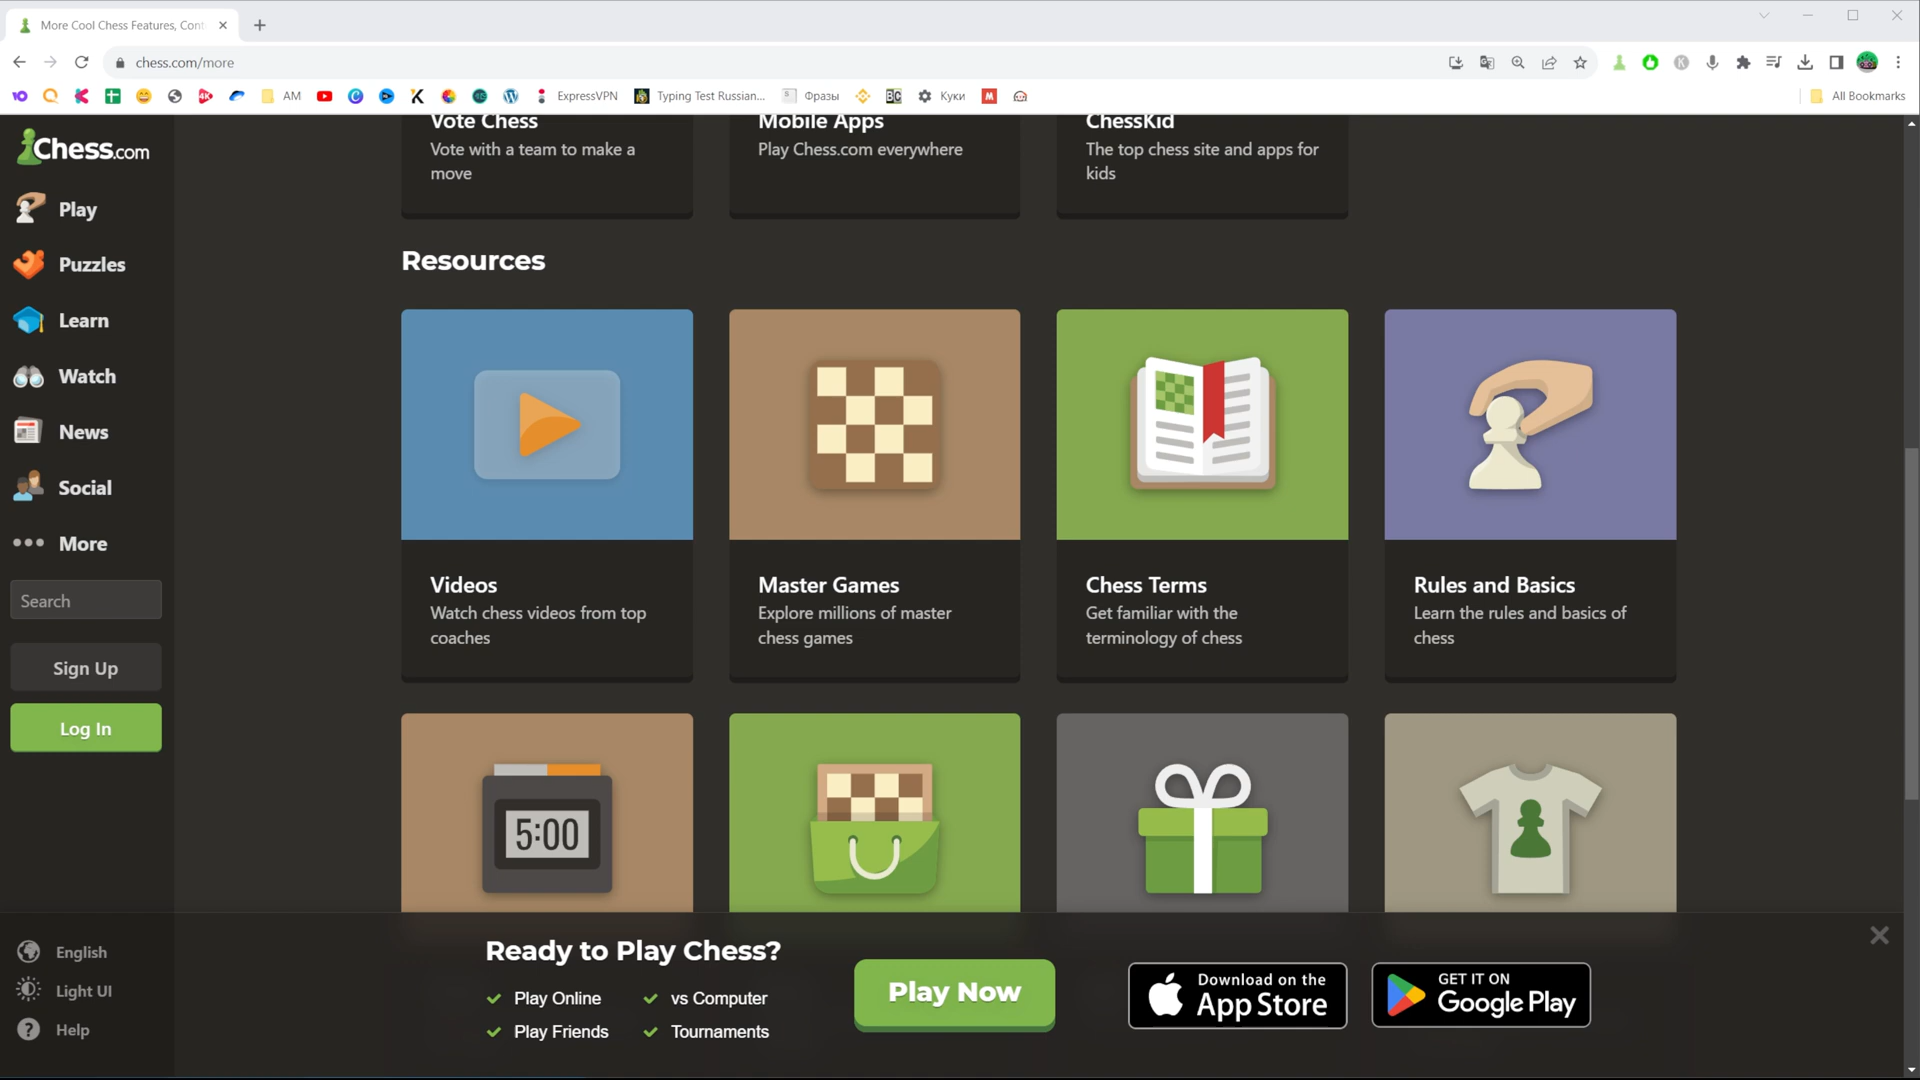 More Cool Chess Features, Cont
chess.com/more
AM
ExpressVPN
Typing Test Russian...
Фразы
Куки
All Bookmarks
Chess.com
Play
Puzzles
Learn
Watch
News
Social
More
Search
Sign Up
Log In
English
Light UI
Help
Vote Chess
Vote with a team to make a
move
Mobile Apps
Play Chess.com everywhere
ChessKid
The top chess site and apps for
kids
Resources
Videos
Watch chess videos from top
coaches
Master Games
Explore millions of master
chess games
Chess Terms
Get familiar with the
terminology of chess
Rules and Basics
Learn the rules and basics of
chess
5:00
Ready to Play Chess?
Play Online
vs Computer
Play Friends
Tournaments
Play Now
Download on the
App Store
GET IT ON
Google Play